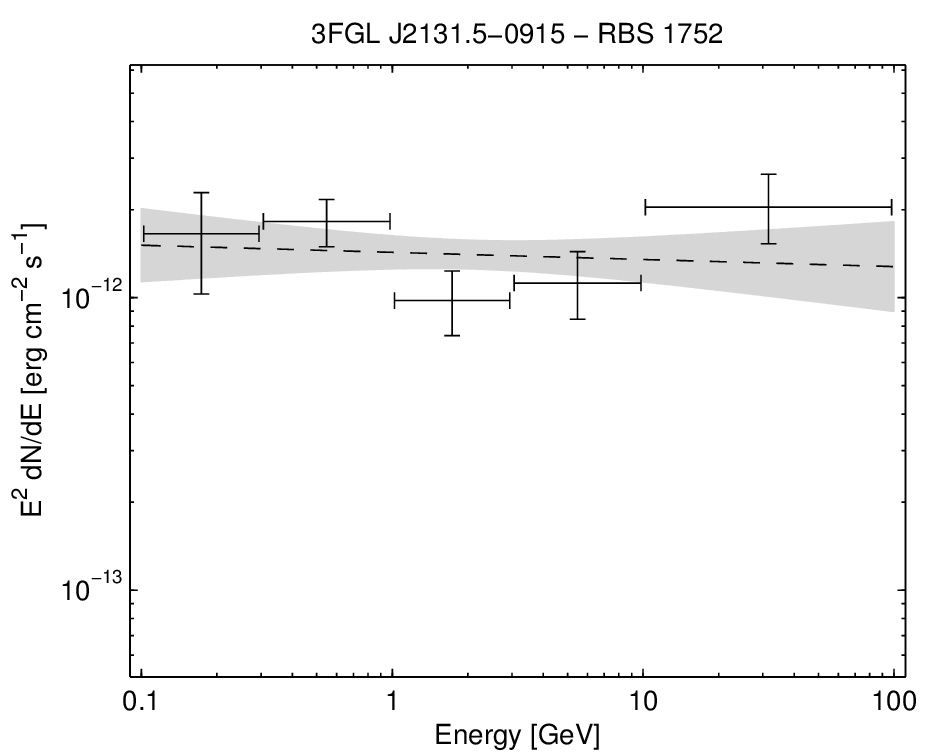 3FGL J2131.5−0915 − RBS 1752
E² dN/dE [erg cm⁻² s⁻¹]
10⁻¹²
10⁻¹³
0.1 1 10 100
Energy [GeV]